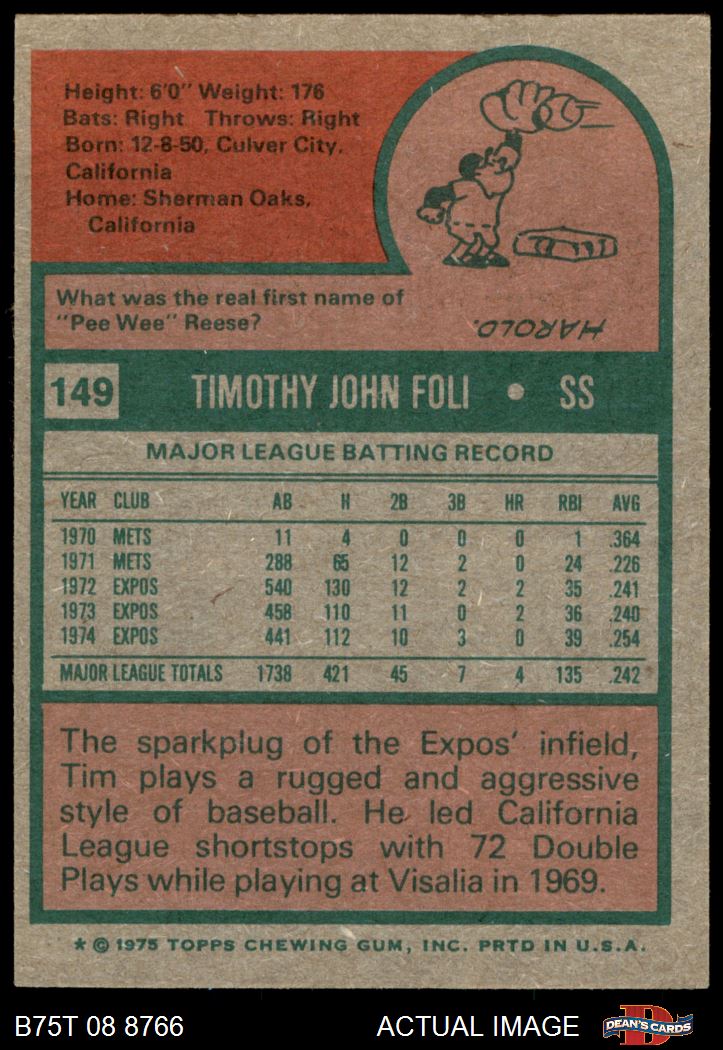 Height: 6'0" Weight: 176
Bats: Right Throws: Right
Born: 12-8-50, Culver City,
California
Home: Sherman Oaks,
California
What was the real first name of
"Pee Wee" Reese?
HAROLD.
149 TIMOTHY JOHN FOLI • SS
MAJOR LEAGUE BATTING RECORD
YEAR CLUB AB H 2B 3B HR RBI AVG
1970 METS 11 4 0 0 0 1 .364
1971 METS 288 65 12 2 0 24 .226
1972 EXPOS 540 130 12 2 2 35 .241
1973 EXPOS 458 110 11 0 2 36 .240
1974 EXPOS 441 112 10 3 0 39 .254
MAJOR LEAGUE TOTALS 1738 421 45 7 4 135 .242
The sparkplug of the Expos' infield,
Tim plays a rugged and aggressive
style of baseball. He led California
League shortstops with 72 Double
Plays while playing at Visalia in 1969.
* © 1975 TOPPS CHEWING GUM, INC. PRTD IN U.S.A.
B75T 08 8766 ACTUAL IMAGE D DEAN'S CARDS